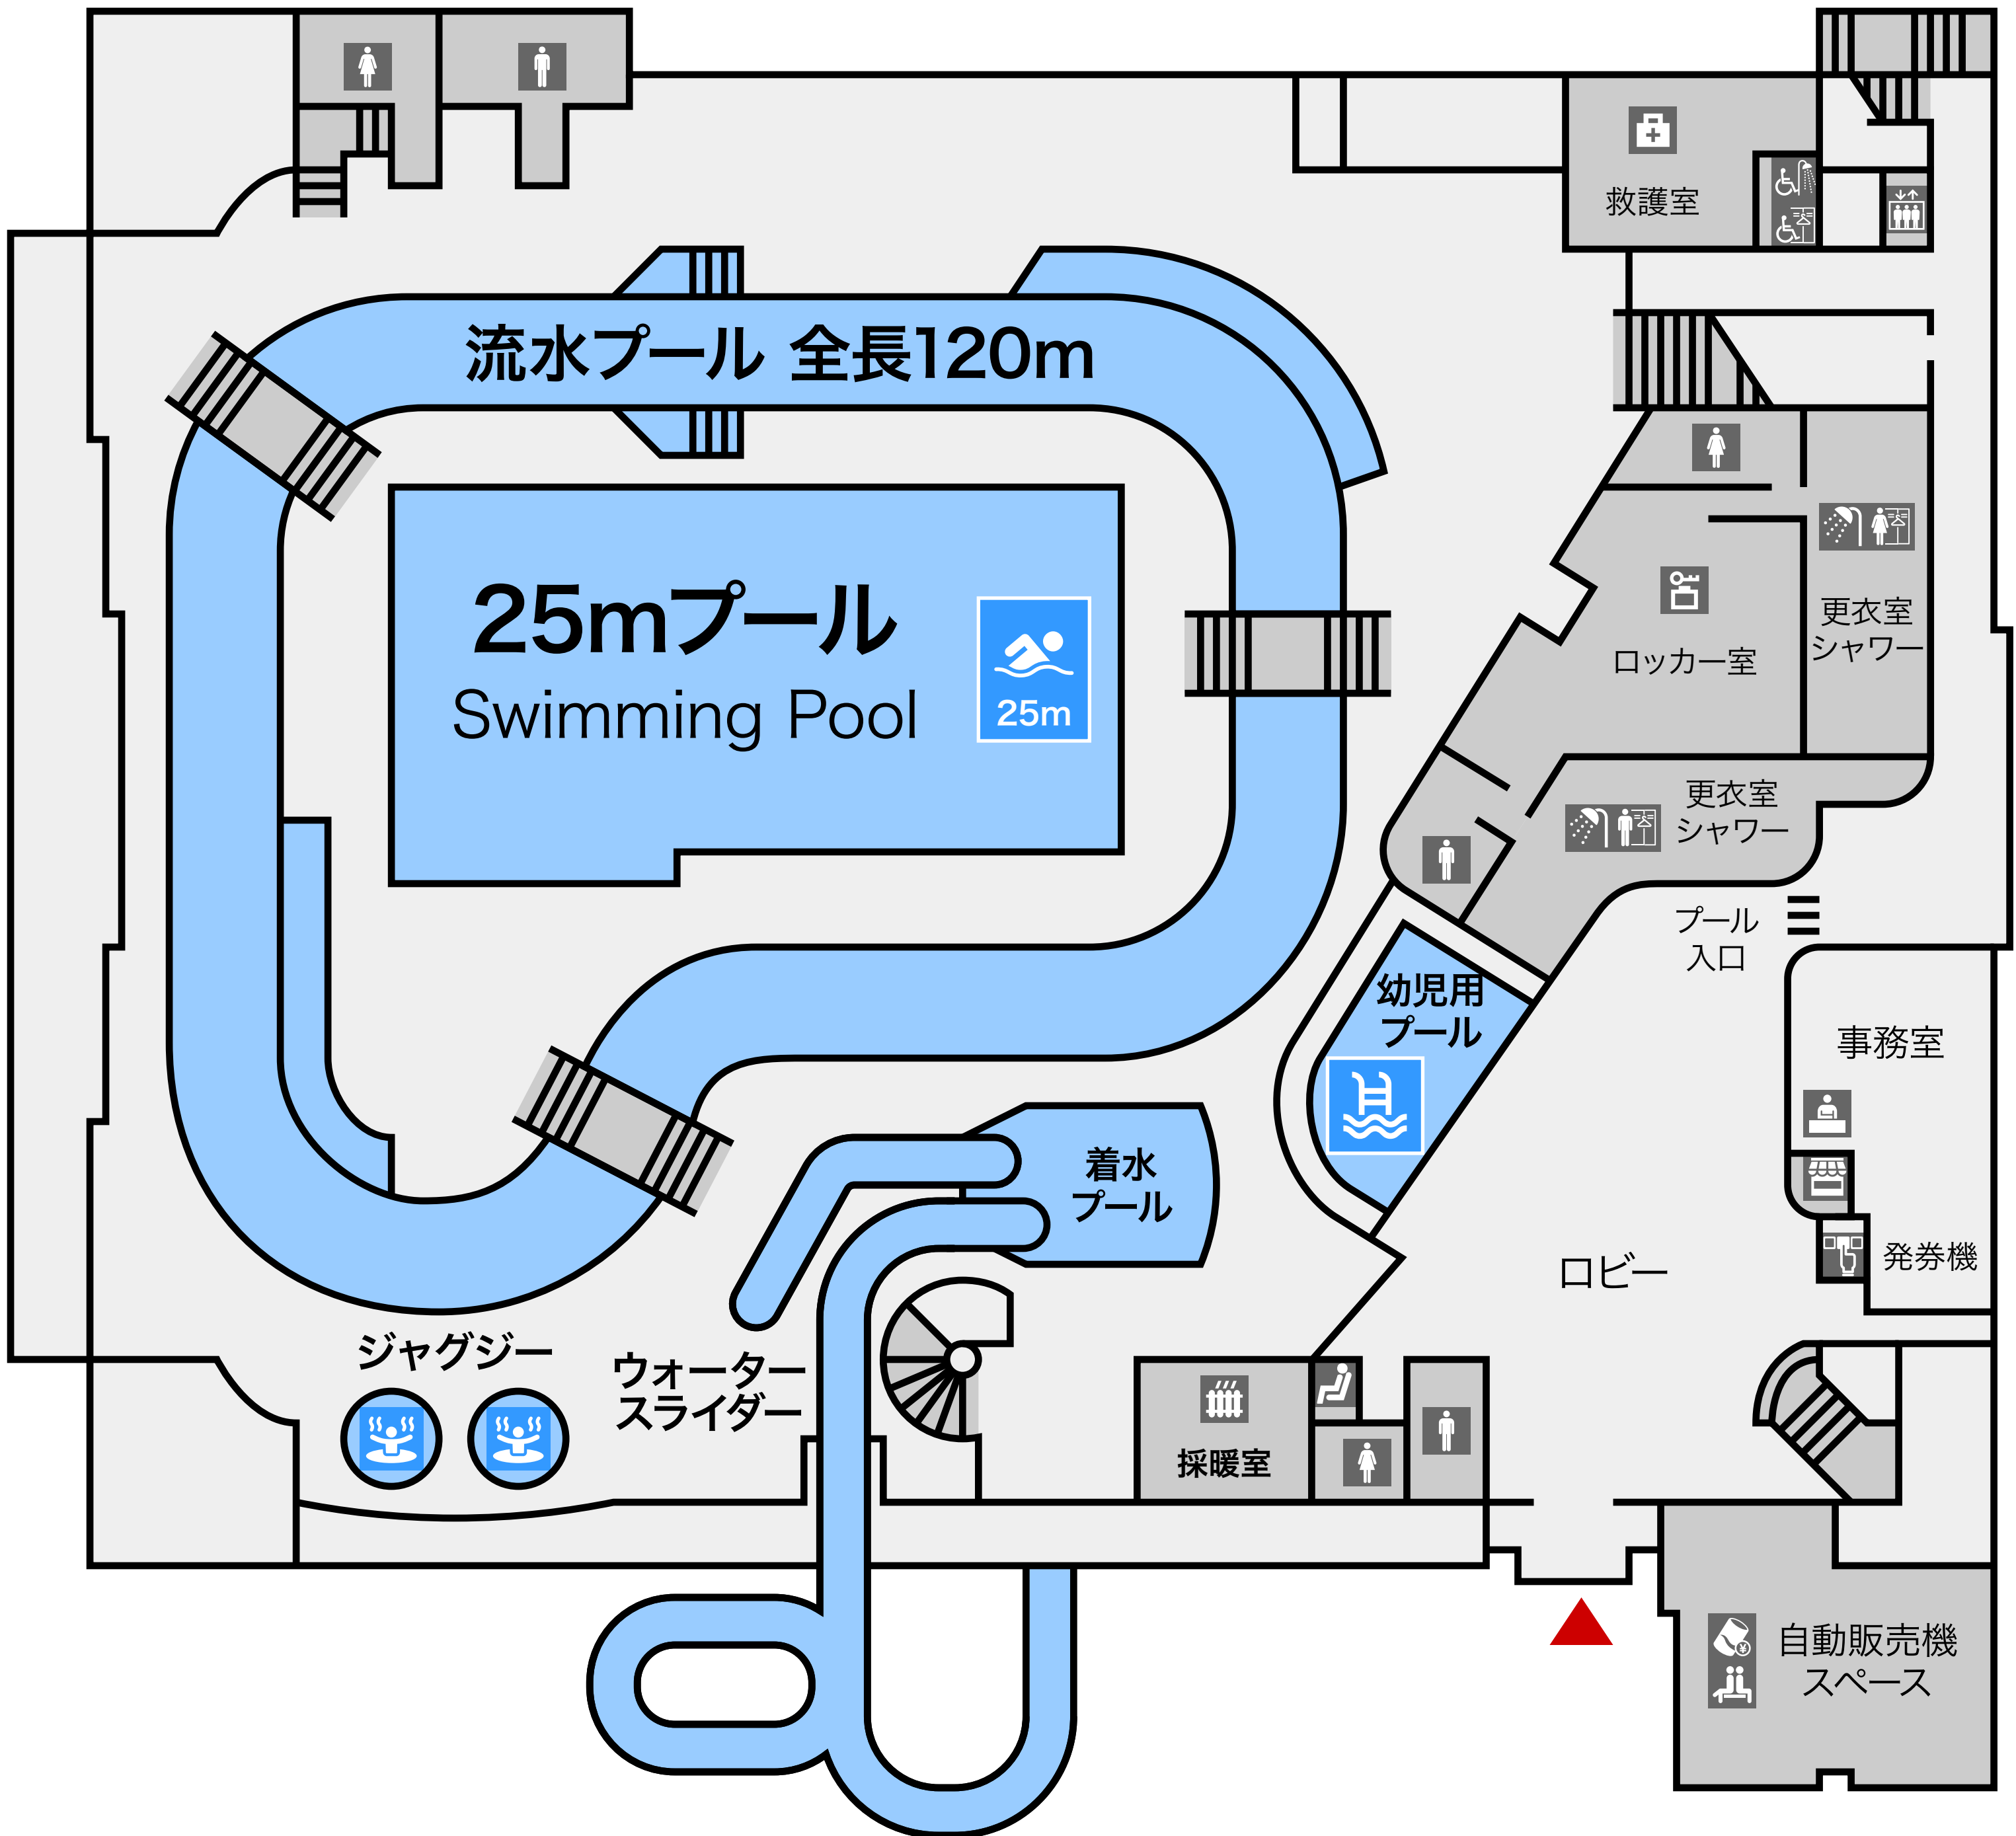 救護室
流水プール 全長120m
25mプール
Swimming Pool
25m
ロッカー室
更衣室
シャワー
更衣室
シャワー
プール
入口
幼児用
プール
事務室
着水
プール
発券機
ロビー
ジャグジー
ウォーター
スライダー
採暖室
自動販売機
スペース
¥